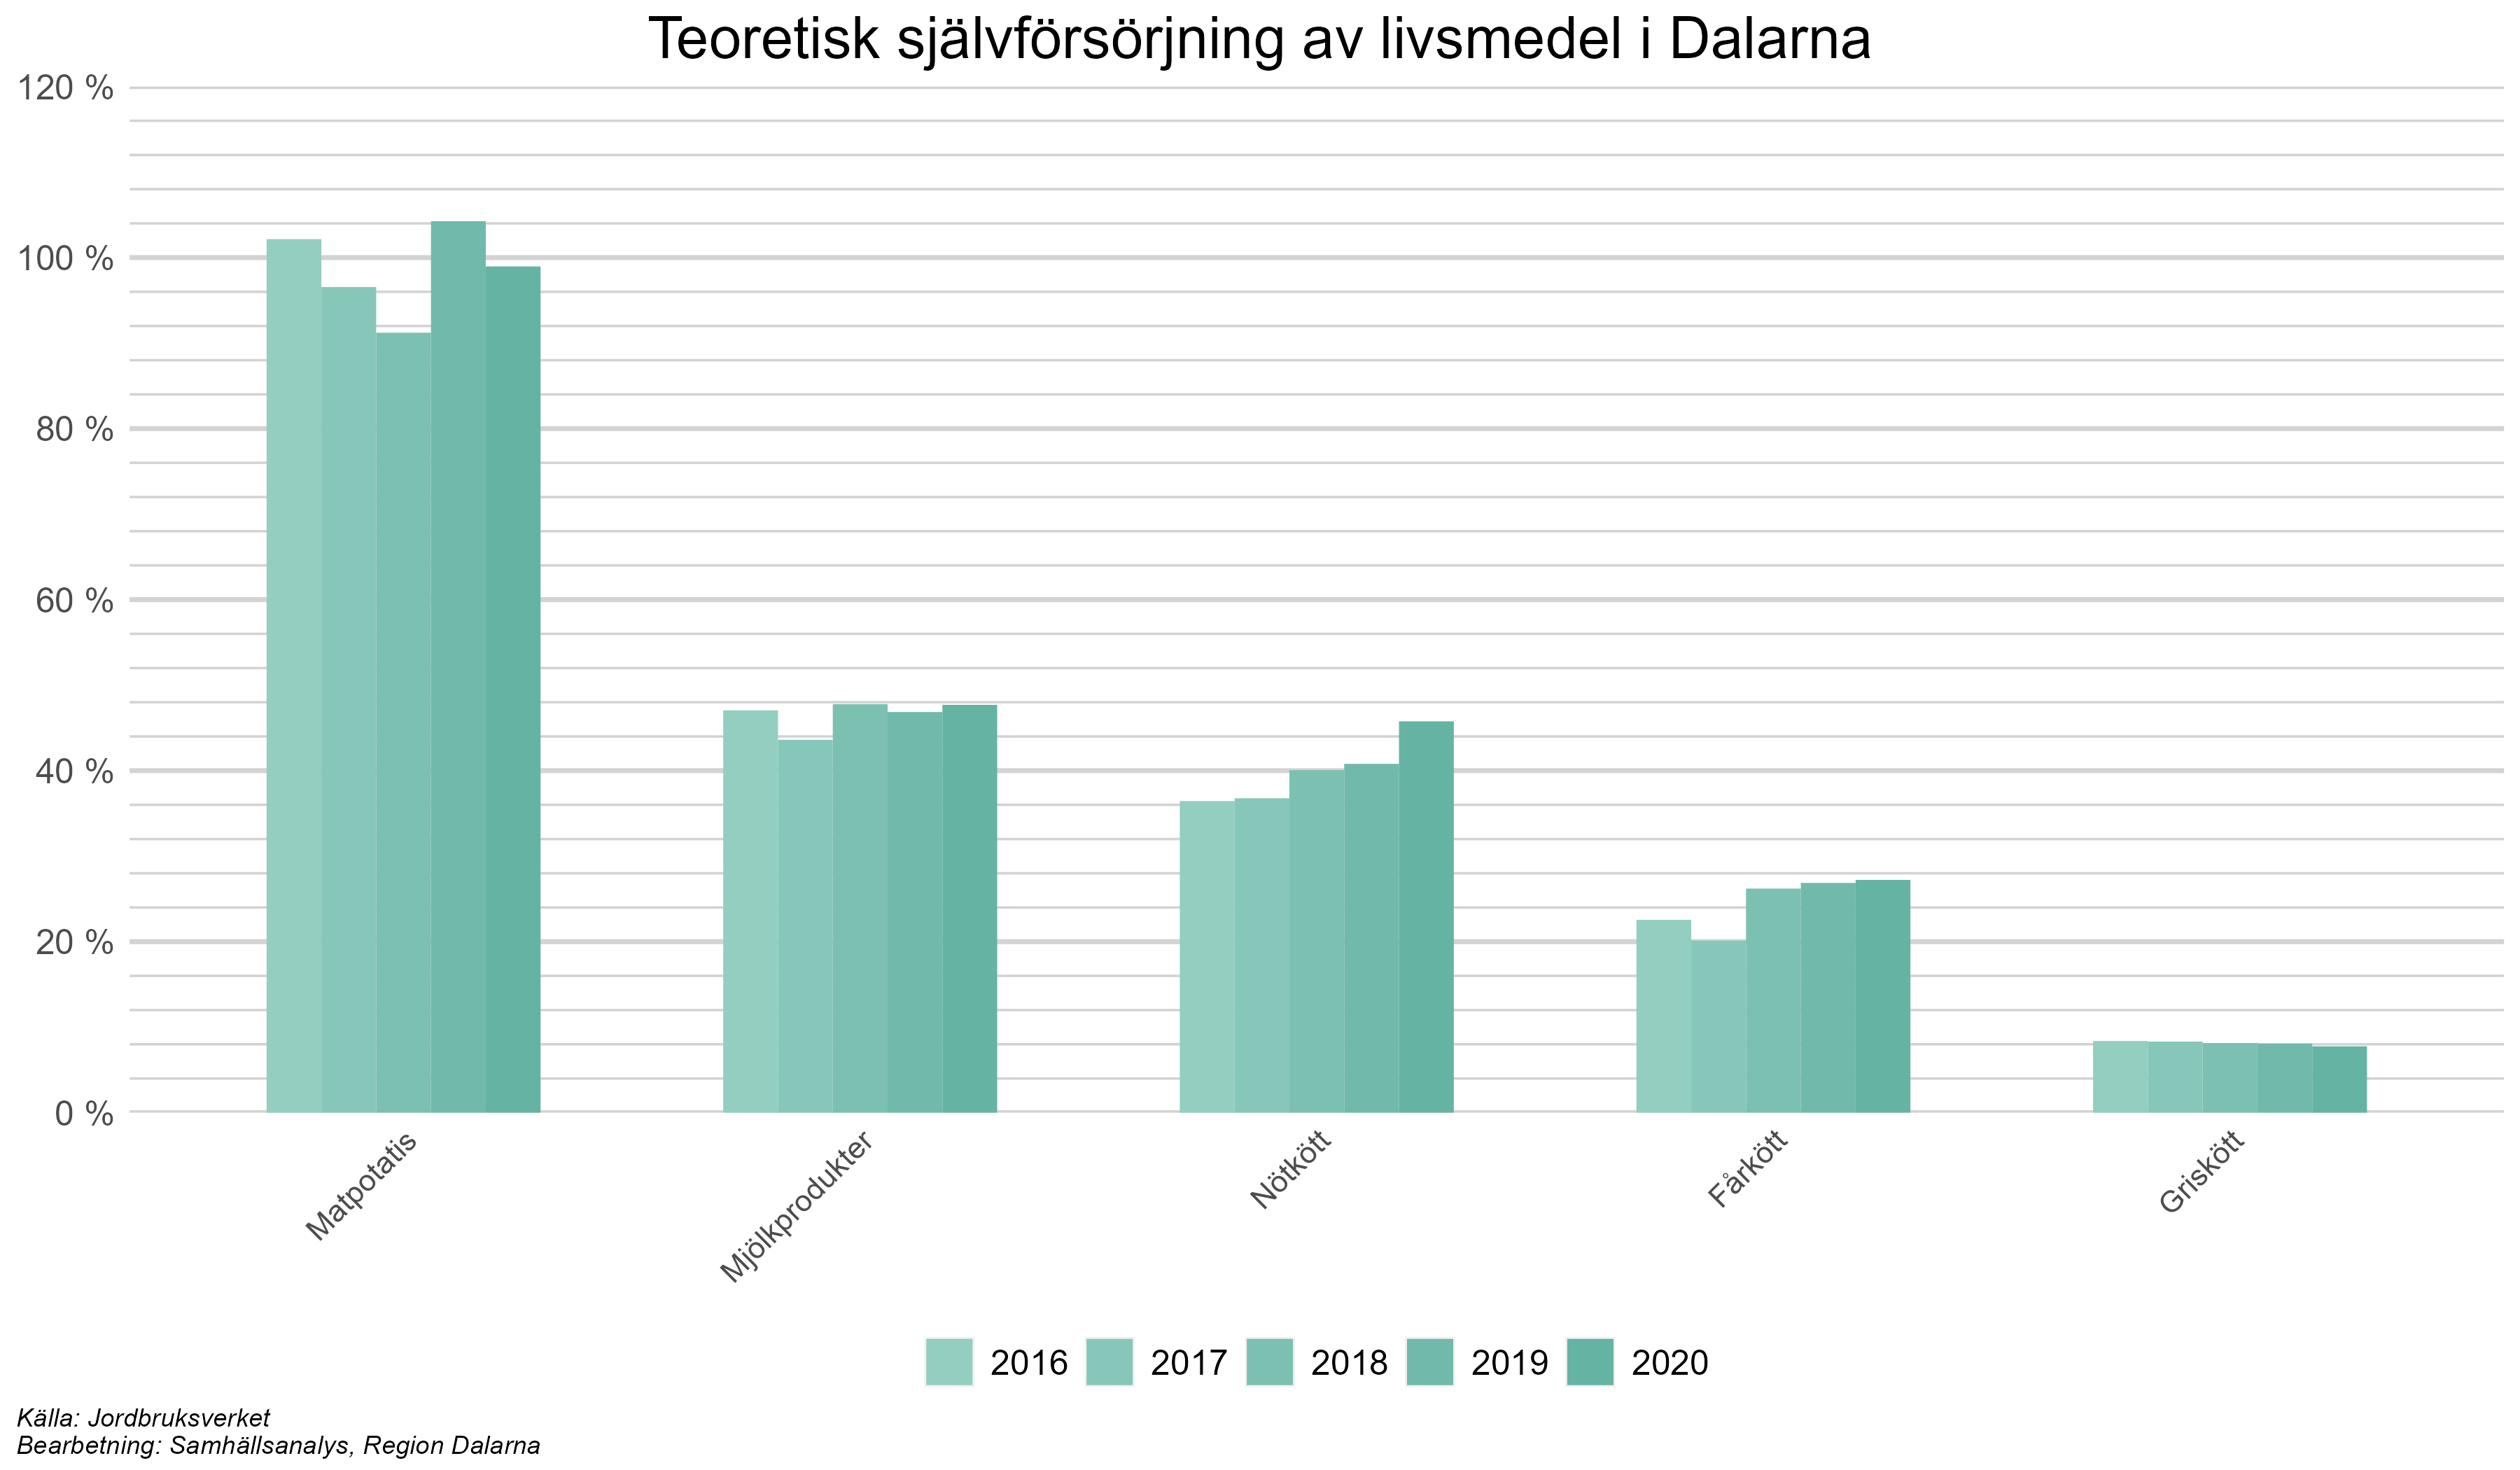 Teoretisk självförsörjning av livsmedel i Dalarna
120 %
100 %
80 %
60 %
40 %
20 %
0 %
Matpotatis
Mjölkprodukter
Nötkött
Fårkött
Griskött
2016 2017 2018 2019 2020
Källa: Jordbruksverket
Bearbetning: Samhällsanalys, Region Dalarna